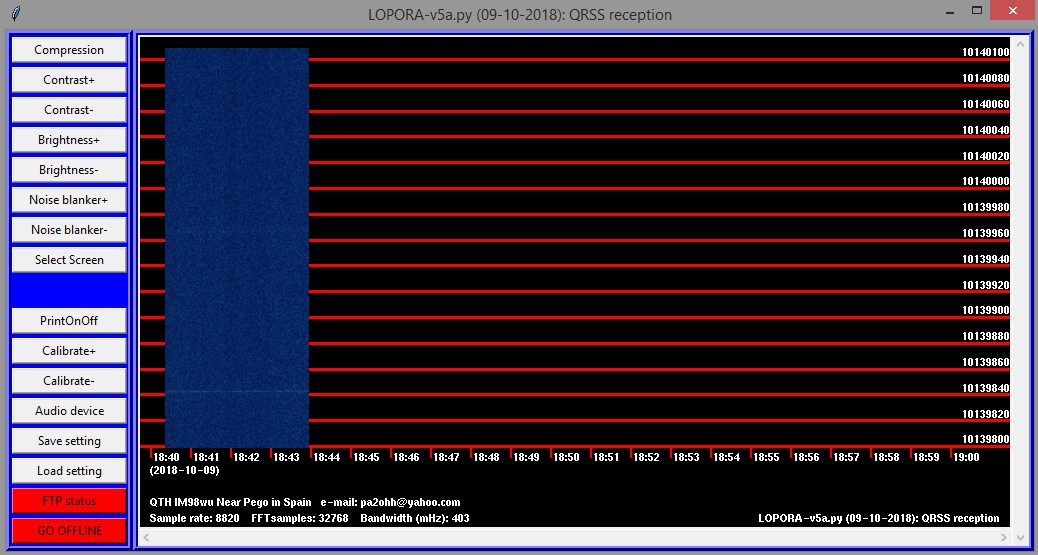 LOPORA-v5a.py (09-10-2018): QRSS reception
Compression
Contrast+
Contrast-
Brightness+
Brightness-
Noise blanker+
Noise blanker-
Select Screen
PrintOnOff
Calibrate+
Calibrate-
Audio device
Save setting
Load setting
FTP status
GO OFFLINE
10140100
10140080
10140060
10140040
10140020
10140000
10139980
10139960
10139940
10139920
10139900
10139880
10139860
10139840
10139820
10139800
18:40 18:41 18:42 18:43 18:44 18:45 18:46 18:47 18:48 18:49 18:50 18:51 18:52 18:53 18:54 18:55 18:56 18:57 18:58 18:59 19:00
(2018-10-09)
QTH IM98wu Near Pego in Spain e-mail: pa2ohh@yahoo.com
Sample rate: 8820 FFTsamples: 32768 Bandwidth (mHz): 403 LOPORA-v5a.py (09-10-2018): QRSS reception